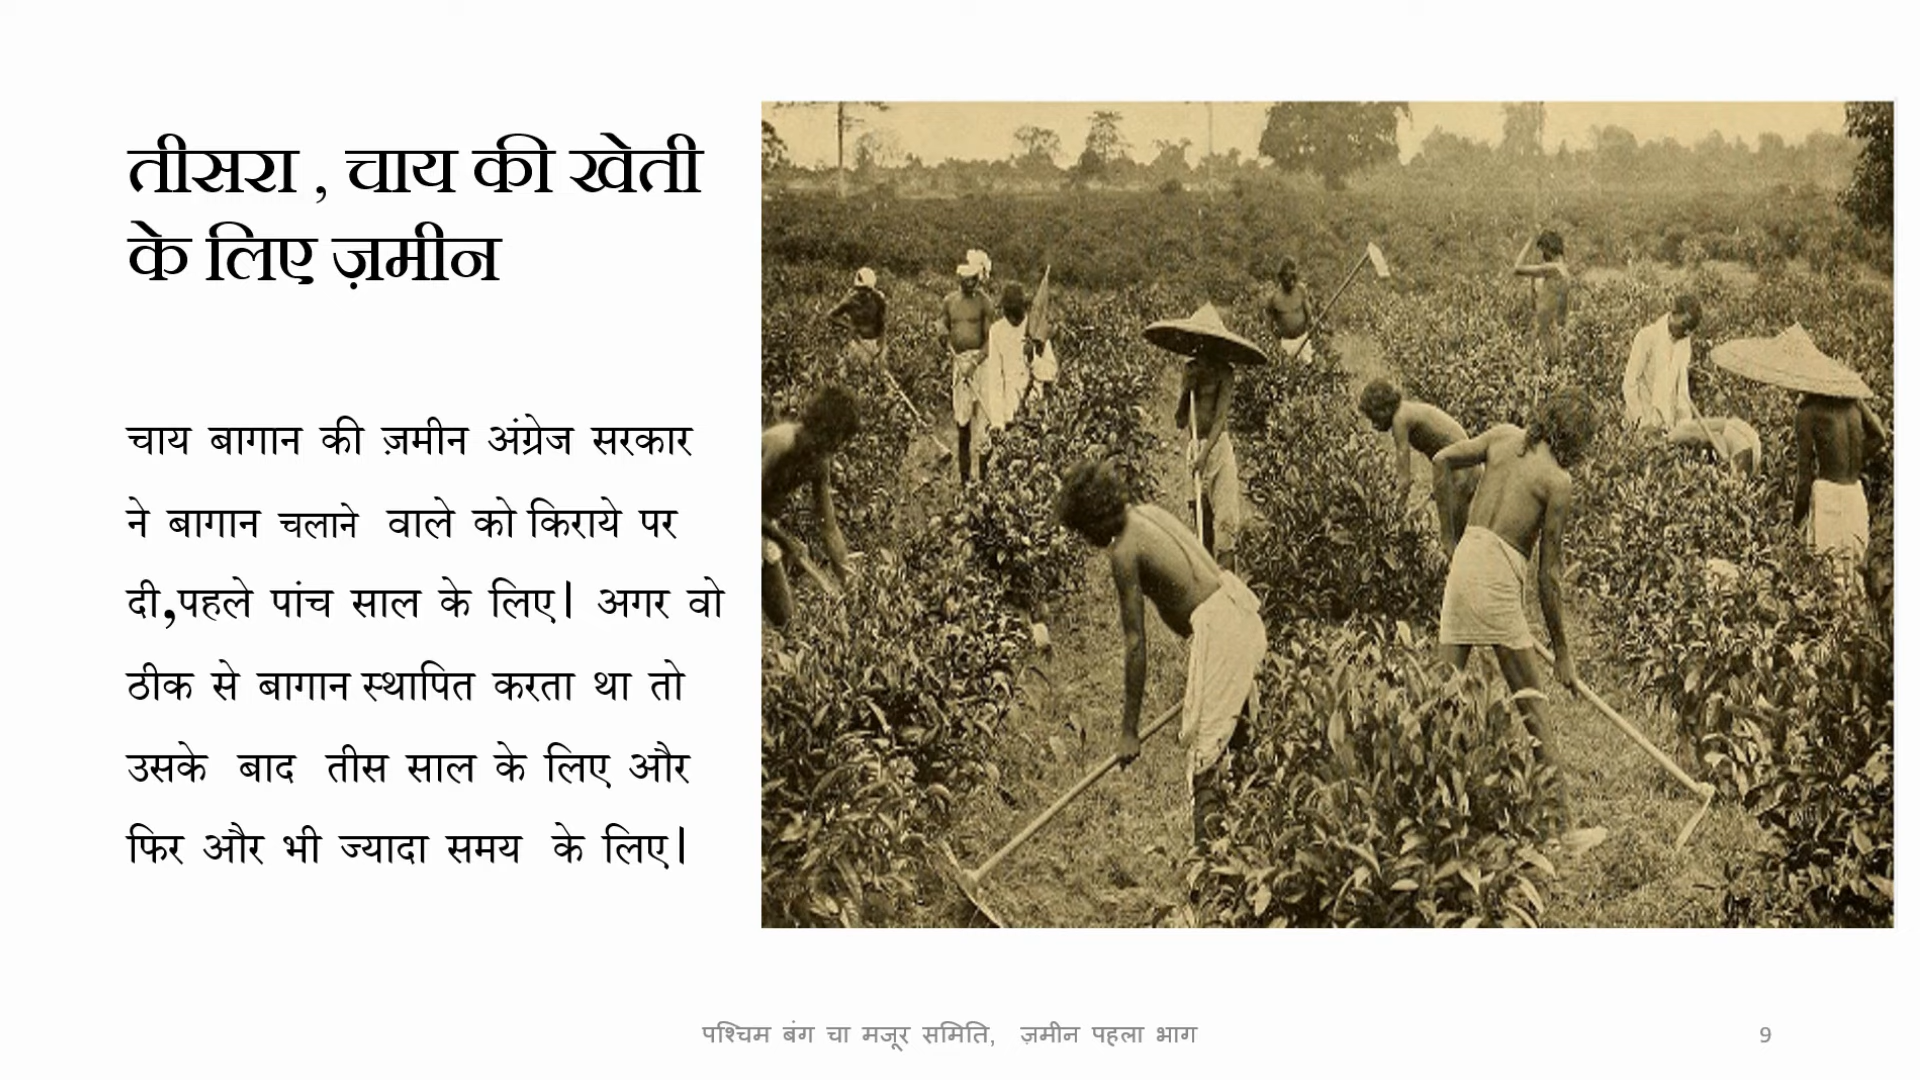 तीसरा , चाय की खेती
के लिए ज़मीन
चाय बागान की ज़मीन अंग्रेज सरकार
ने बागान चलाने वाले को किराये पर
दी,पहले पांच साल के लिए। अगर वो
ठीक से बागान स्थापित करता था तो
उसके बाद तीस साल के लिए और
फिर और भी ज्यादा समय के लिए।
पश्चिम बंग चा मजूर समिति, ज़मीन पहला भाग
9